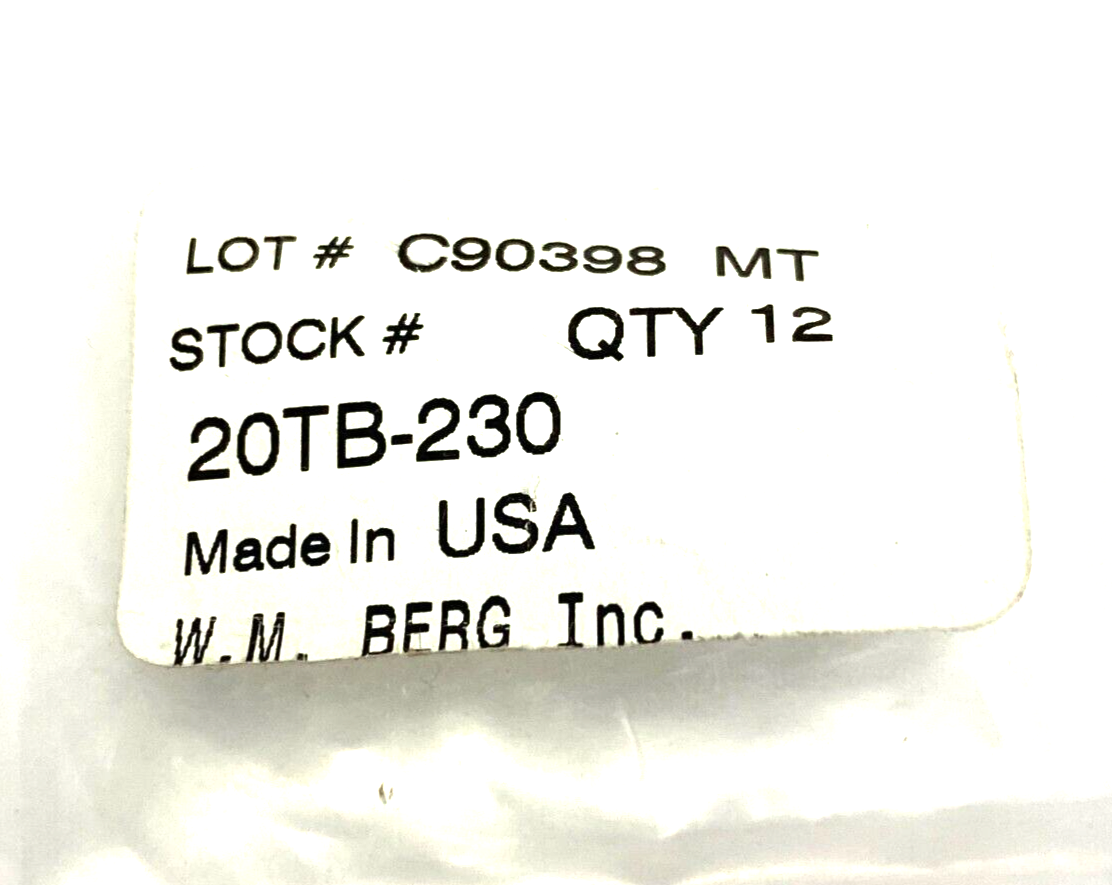 LOT # C90398 MT
STOCK # QTY 12
20TB-230
Made In USA
W.M. BERG Inc.